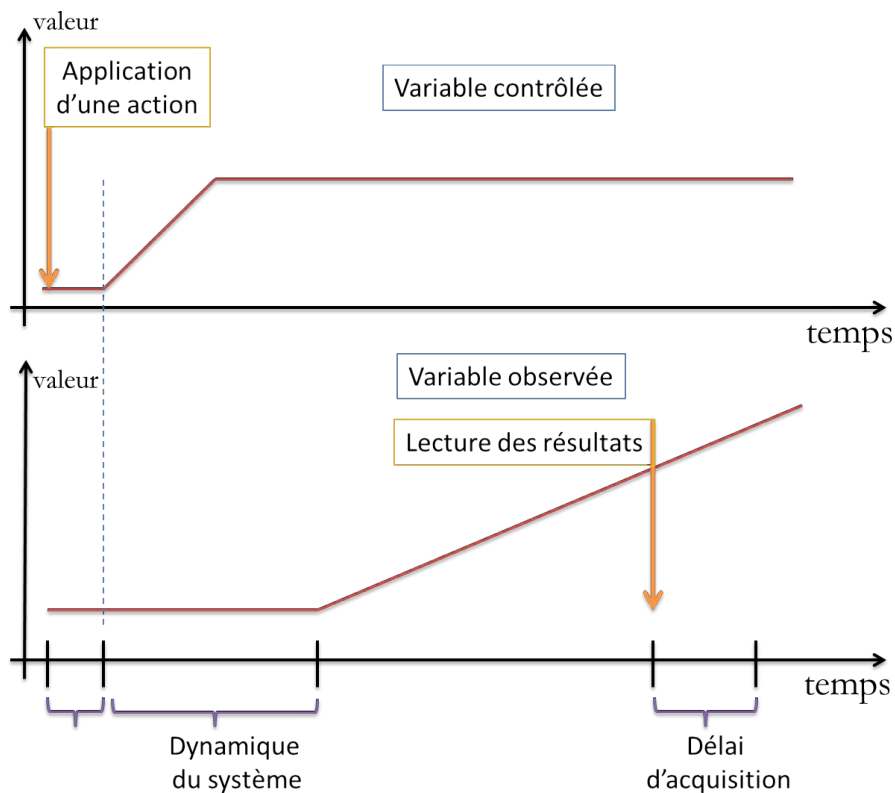 valeur
Application
d'une action
Variable contrôlée
temps
valeur
Variable observée
Lecture des résultats
temps
Dynamique
du système
Délai
d'acquisition